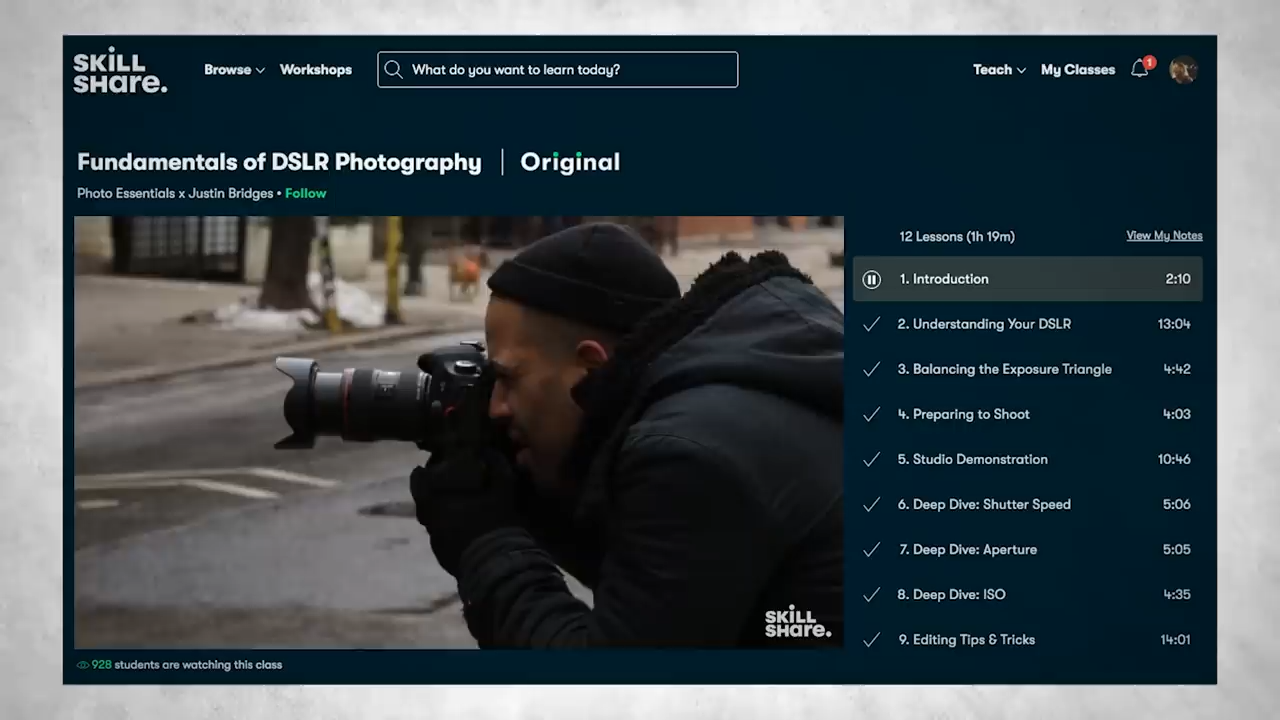 SKILL
SHare.
Browse
Workshops
What do you want to learn today?
Teach
My Classes
1
Fundamentals of DSLR Photography | Original
Photo Essentials x Justin Bridges • Follow
12 Lessons (1h 19m)
View My Notes
1. Introduction 2:10
2. Understanding Your DSLR 13:04
3. Balancing the Exposure Triangle 4:42
4. Preparing to Shoot 4:03
5. Studio Demonstration 10:46
6. Deep Dive: Shutter Speed 5:06
7. Deep Dive: Aperture 5:05
8. Deep Dive: ISO 4:35
9. Editing Tips & Tricks 14:01
SKILL
SHare.
928 students are watching this class